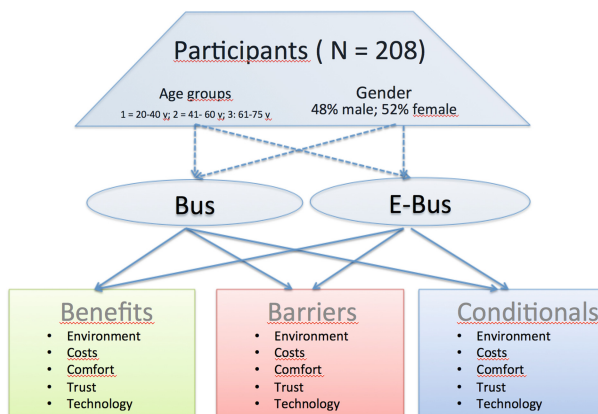 Participants ( N = 208)
Age groups
1 = 20-40 y; 2 = 41- 60 y; 3: 61-75 y
Gender
48% male; 52% female
Bus
E-Bus
Benefits
• Environment
• Costs
• Comfort
• Trust
• Technology
Barriers
• Environment
• Costs
• Comfort
• Trust
• Technology
Conditionals
• Environment
• Costs
• Comfort
• Trust
• Technology